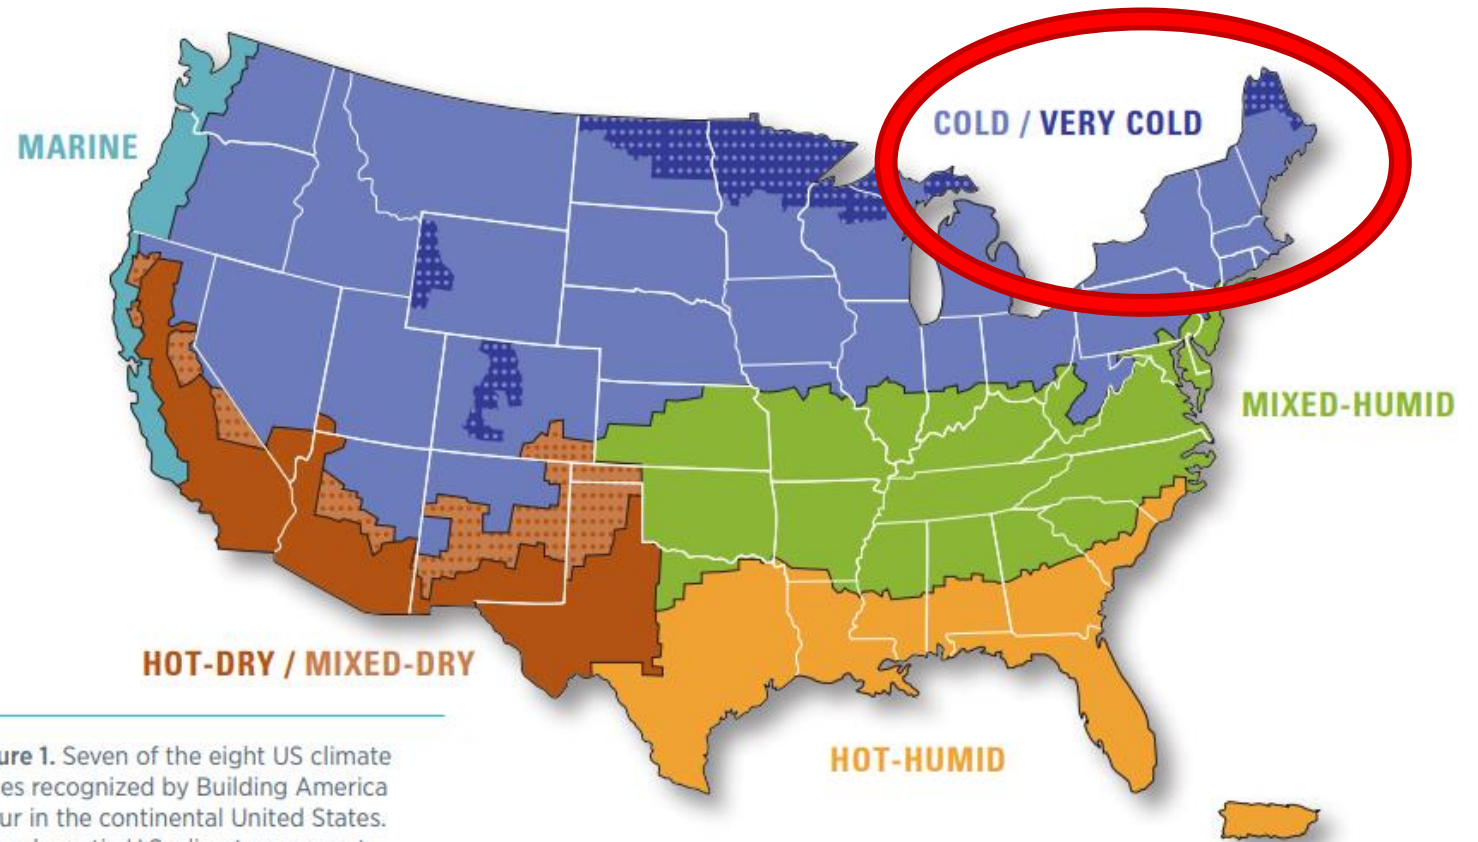 COLD / VERY COLD
MARINE
MIXED-HUMID
HOT-DRY / MIXED-DRY
HOT-HUMID
ure 1. Seven of the eight US climate
es recognized by Building America
ur in the continental United States.